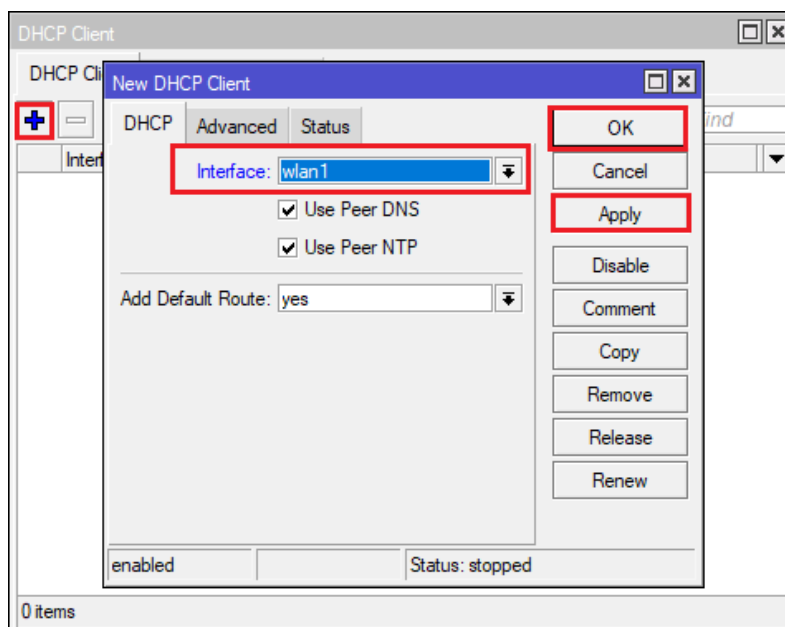 DHCP Client
DHCP Cli
New DHCP Client
DHCP Advanced Status
OK
ind
Interf
Interface: wlan1
Cancel
Use Peer DNS
Apply
Use Peer NTP
Disable
Add Default Route: yes
Comment
Copy
Remove
Release
Renew
enabled
Status: stopped
0 items